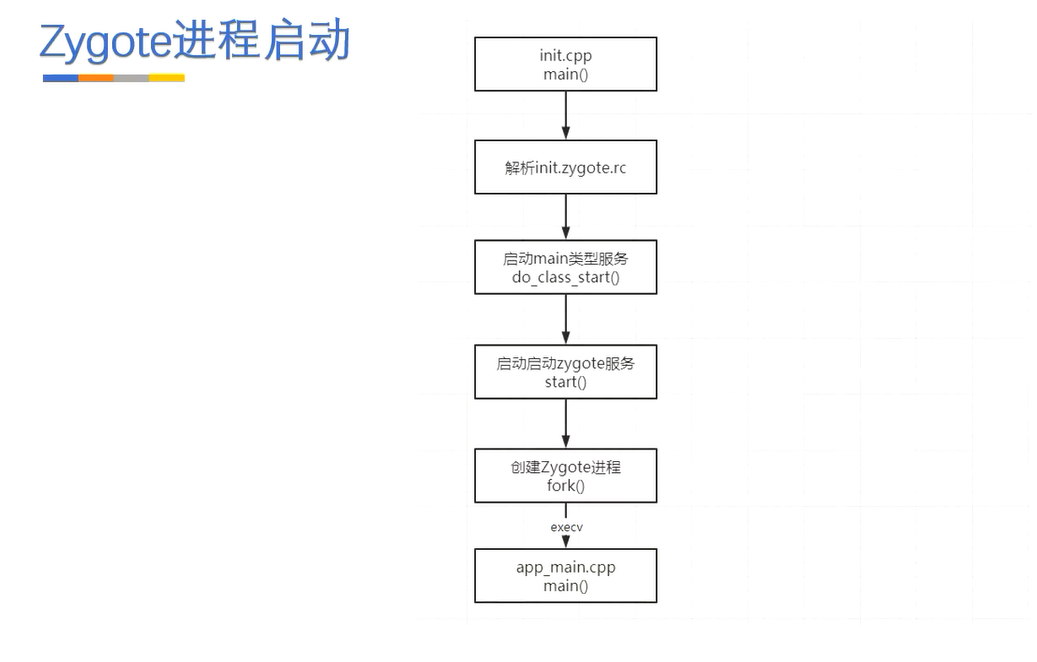 Zygote进程启动
init.cpp
main()
解析init.zygote.rc
启动main类型服务
do_class_start()
启动启动zygote服务
start()
创建Zygote进程
fork()
execv
app_main.cpp
main()